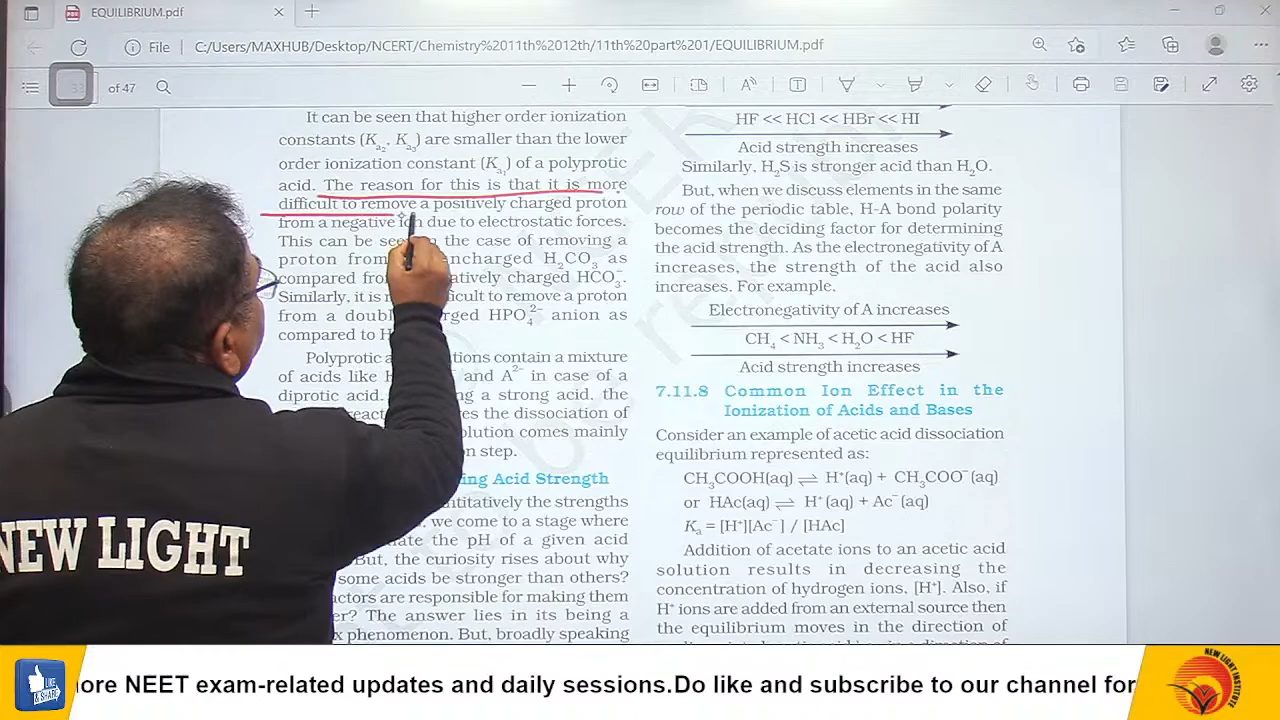 EQUILIBRIUM.pdf
File
C:/Users/MAXHUB/Desktop/NCERT/Chemistry%2011th%2012th/11th%20part%201/EQUILIBRIUM.pdf
33 of 47
It can be seen that higher order ionization
constants (Ka2, Ka3) are smaller than the lower
order ionization constant (Ka1) of a polyprotic
acid. The reason for this is that it is more
difficult to remove a positively charged proton
from a negative ion due to electrostatic forces.
This can be the case of removing a
proton from H2CO3 as
compared charged HCO3–.
Similarly, it is to remove a proton
from a HPO42– anion as
compared to
Polyprotic contain a mixture
of acids like and A2– in case of a
diprotic acid. a strong acid, the
the dissociation of
comes mainly
step.
Acid Strength
the strengths
we come to a stage where
the pH of a given acid
But, the curiosity rises about why
some acids be stronger than others?
are responsible for making them
The answer lies in its being a
phenomenon. But, broadly speaking
HF << HCl << HBr << HI
Acid strength increases
Similarly, H2S is stronger acid than H2O.
But, when we discuss elements in the same
row of the periodic table, H-A bond polarity
becomes the deciding factor for determining
the acid strength. As the electronegativity of A
increases, the strength of the acid also
increases. For example.
Electronegativity of A increases
CH4 < NH3 < H2O < HF
Acid strength increases
7.11.8 Common Ion Effect in the
Ionization of Acids and Bases
Consider an example of acetic acid dissociation
equilibrium represented as:
CH3COOH(aq) ⇌ H+(aq) + CH3COO–(aq)
or HAc(aq) ⇌ H+(aq) + Ac–(aq)
Ka = [H+][Ac–] / [HAc]
Addition of acetate ions to an acetic acid
solution results in decreasing the
concentration of hydrogen ions, [H+]. Also, if
H+ ions are added from an external source then
the equilibrium moves in the direction of
NEW LIGHT
LIKE
& SHARE
ore NEET exam-related updates and daily sessions.Do like and subscribe to our channel for
NEW LIGHT INSTITUTE